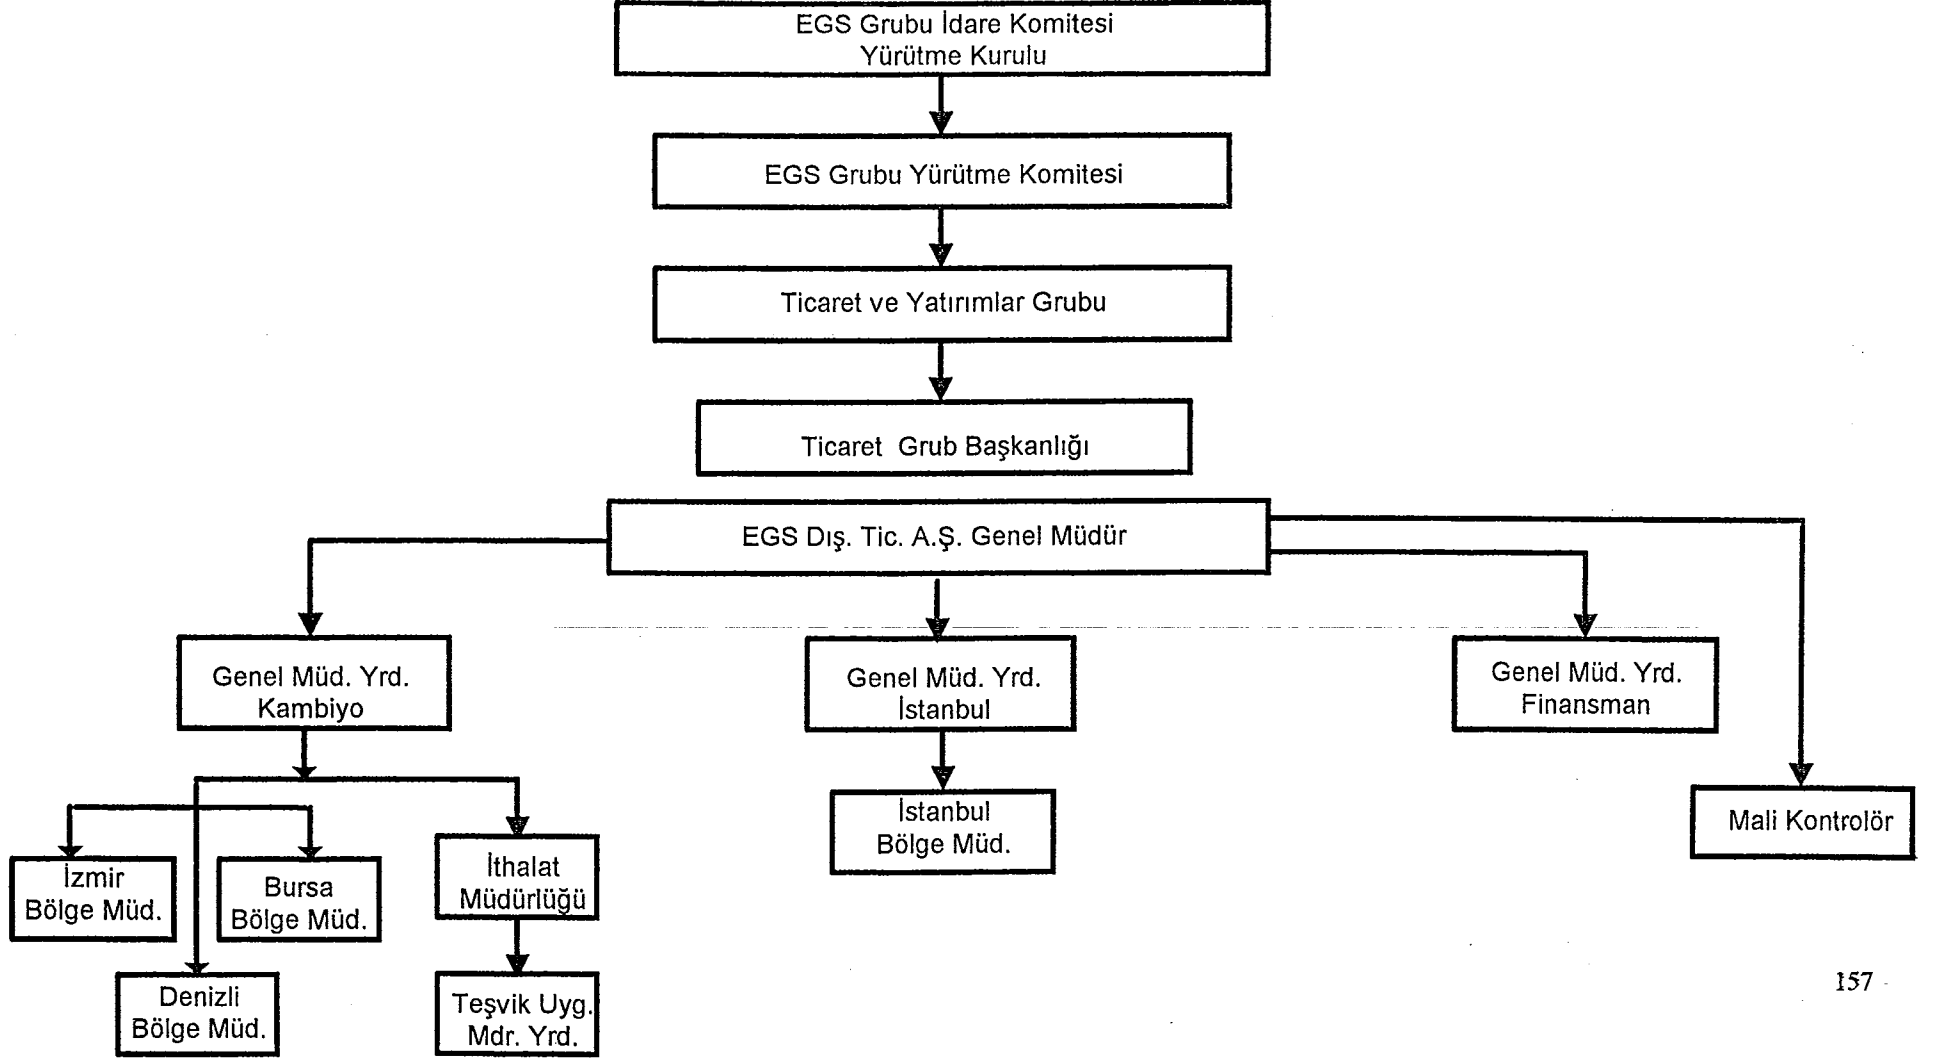 EGS Grubu İdare Komitesi
Yürütme Kurulu
EGS Grubu Yürütme Komitesi
Ticaret ve Yatırımlar Grubu
Ticaret Grub Başkanlığı
EGS Dış. Tic. A.Ş. Genel Müdür
Genel Müd. Yrd.
Kambiyo
Genel Müd. Yrd.
İstanbul
Genel Müd. Yrd.
Finansman
Mali Kontrolör
İstanbul
Bölge Müd.
İzmir
Bölge Müd.
Bursa
Bölge Müd.
İthalat
Müdürlüğü
Denizli
Bölge Müd.
Teşvik Uyg.
Mdr. Yrd.
157